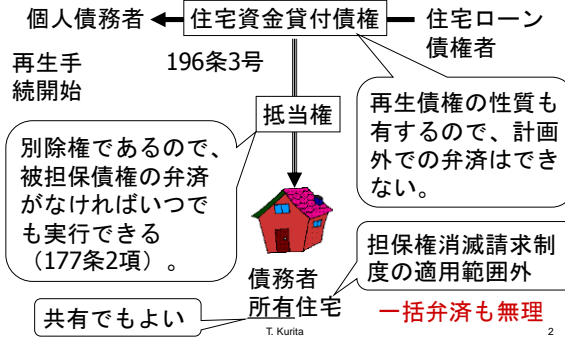 個人債務者
住宅資金貸付債権
住宅ローン
債権者
再生手
続開始
196条3号
抵当権
再生債権の性質も
有するので、計画
外での弁済はでき
ない。
別除権であるので、
被担保債権の弁済
がなければいつで
も実行できる
（177条2項）。
担保権消滅請求制
度の適用範囲外
債務者
所有住宅
一括弁済も無理
共有でもよい
T. Kurita
2